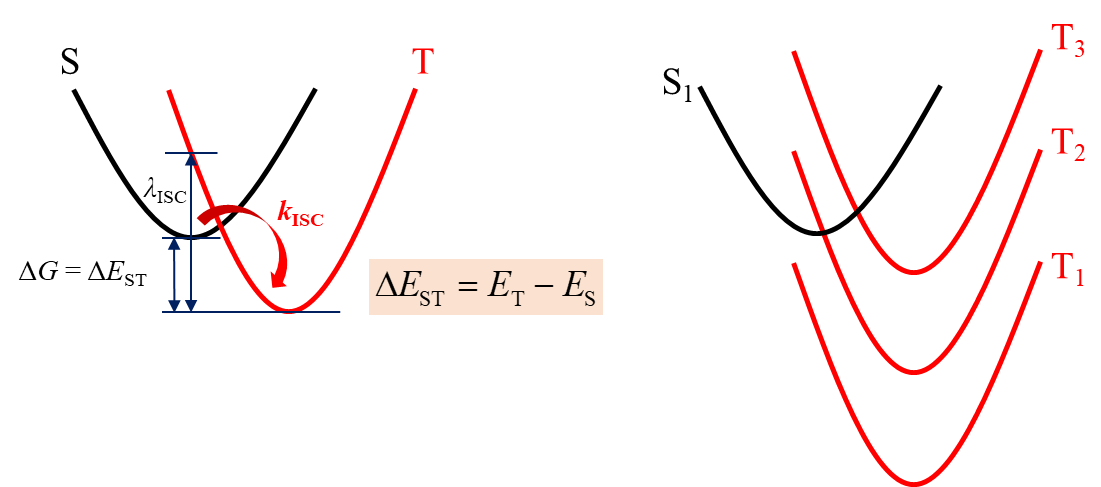 S
T
λISC
kISC
ΔG = ΔEST
ΔEST = ET − ES
S1
T3
T2
T1